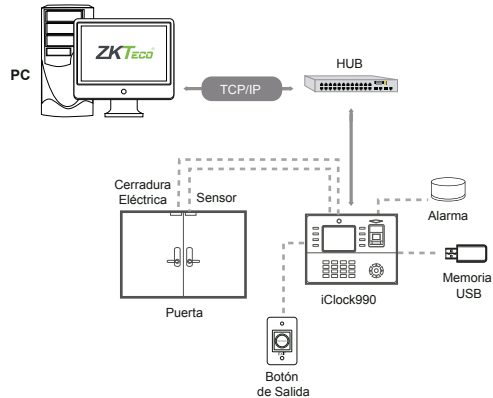 ZKTeco
HUB
PC
TCP/IP
Cerradura
Eléctrica
Sensor
Alarma
Memoria
USB
iClock990
Puerta
Botón
de Salida